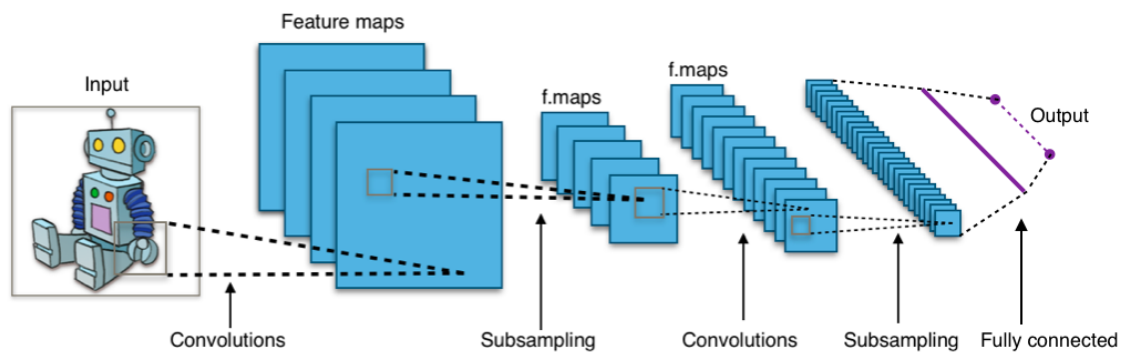 Feature maps
Input
f.maps
f.maps
Output
Convolutions
Subsampling
Convolutions
Subsampling
Fully connected